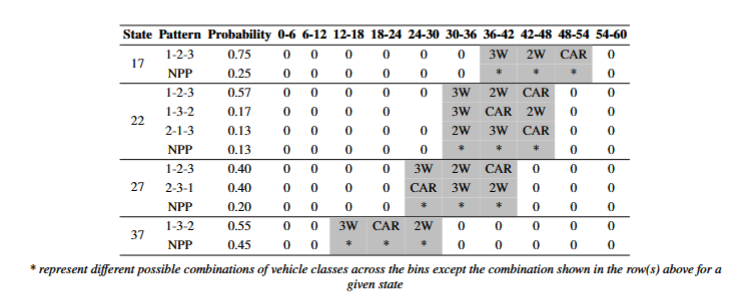 State Pattern Probability 0-6 6-12 12-18 18-24 24-30 30-36 36-42 42-48 48-54 54-60
17 1-2-3 0.75 0 0 0 0 0 0 3W 2W CAR 0
NPP 0.25 0 0 0 0 0 0 * * * 0
22 1-2-3 0.57 0 0 0 0 0 3W 2W CAR 0 0
1-3-2 0.17 0 0 0 0 3W CAR 2W 0 0
2-1-3 0.13 0 0 0 0 0 2W 3W CAR 0 0
NPP 0.13 0 0 0 0 0 * * * 0 0
27 1-2-3 0.40 0 0 0 0 3W 2W CAR 0 0 0
2-3-1 0.40 0 0 0 0 CAR 3W 2W 0 0 0
NPP 0.20 0 0 0 0 * * * 0 0 0
37 1-3-2 0.55 0 0 3W CAR 2W 0 0 0 0 0
NPP 0.45 0 0 * * * 0 0 0 0 0
* represent different possible combinations of vehicle classes across the bins except the combination shown in the row(s) above for a
given state